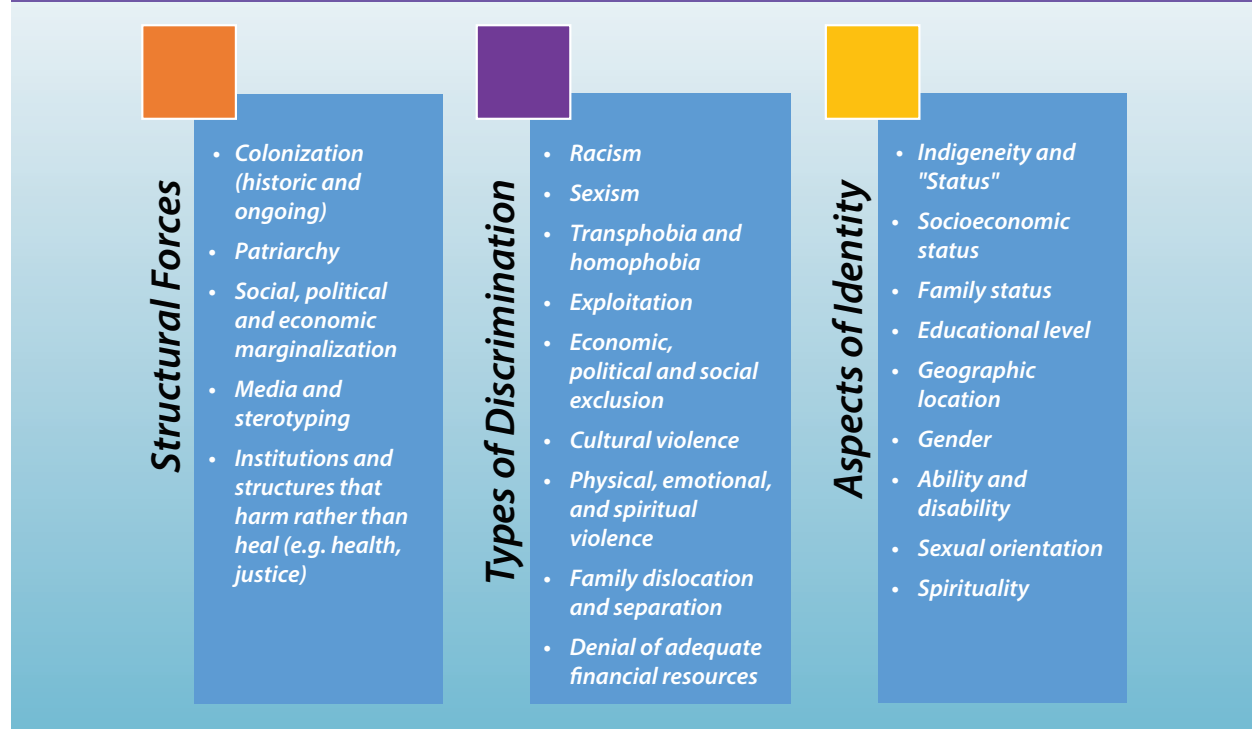 Structural Forces
• Colonization
(historic and
ongoing)
• Patriarchy
• Social, political
and economic
marginalization
• Media and
sterotyping
• Institutions and
structures that
harm rather than
heal (e.g. health,
justice)
Types of Discrimination
• Racism
• Sexism
• Transphobia and
homophobia
• Exploitation
• Economic,
political and social
exclusion
• Cultural violence
• Physical, emotional,
and spiritual
violence
• Family dislocation
and separation
• Denial of adequate
financial resources
Aspects of Identity
• Indigeneity and
"Status"
• Socioeconomic
status
• Family status
• Educational level
• Geographic
location
• Gender
• Ability and
disability
• Sexual orientation
• Spirituality